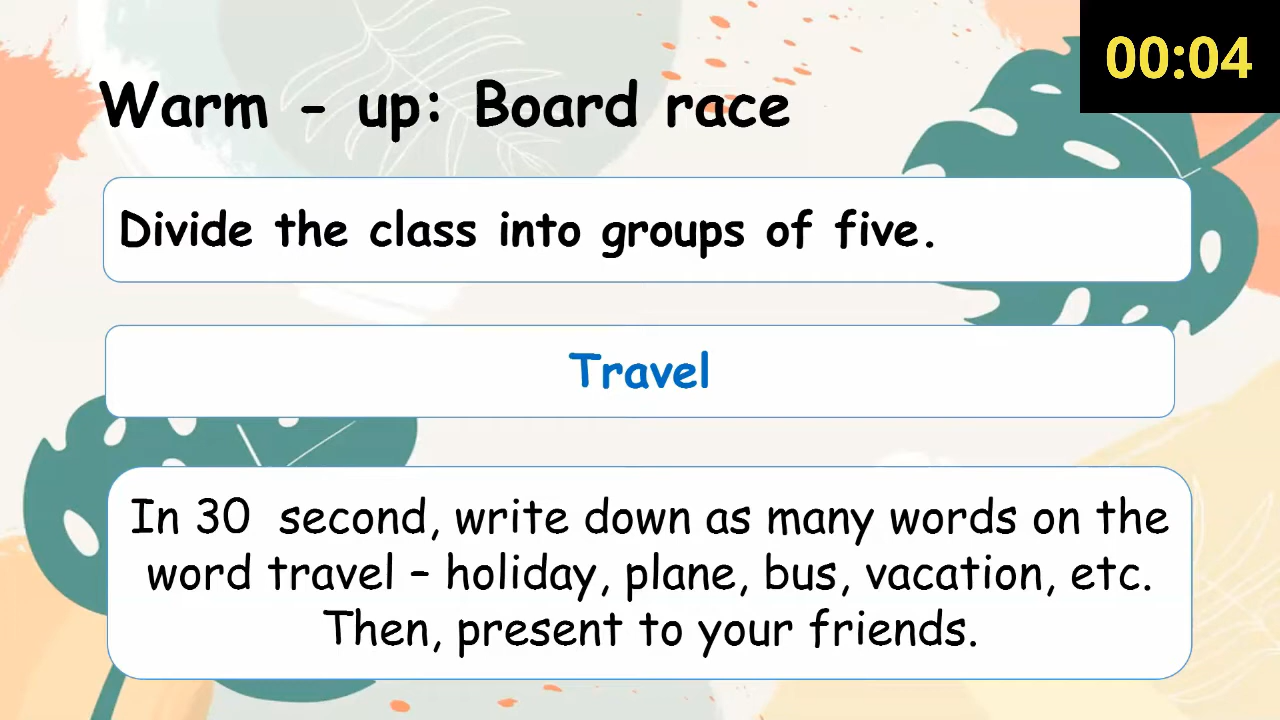 00:04
Warm - up: Board race
Divide the class into groups of five.
Travel
In 30 second, write down as many words on the
word travel – holiday, plane, bus, vacation, etc.
Then, present to your friends.